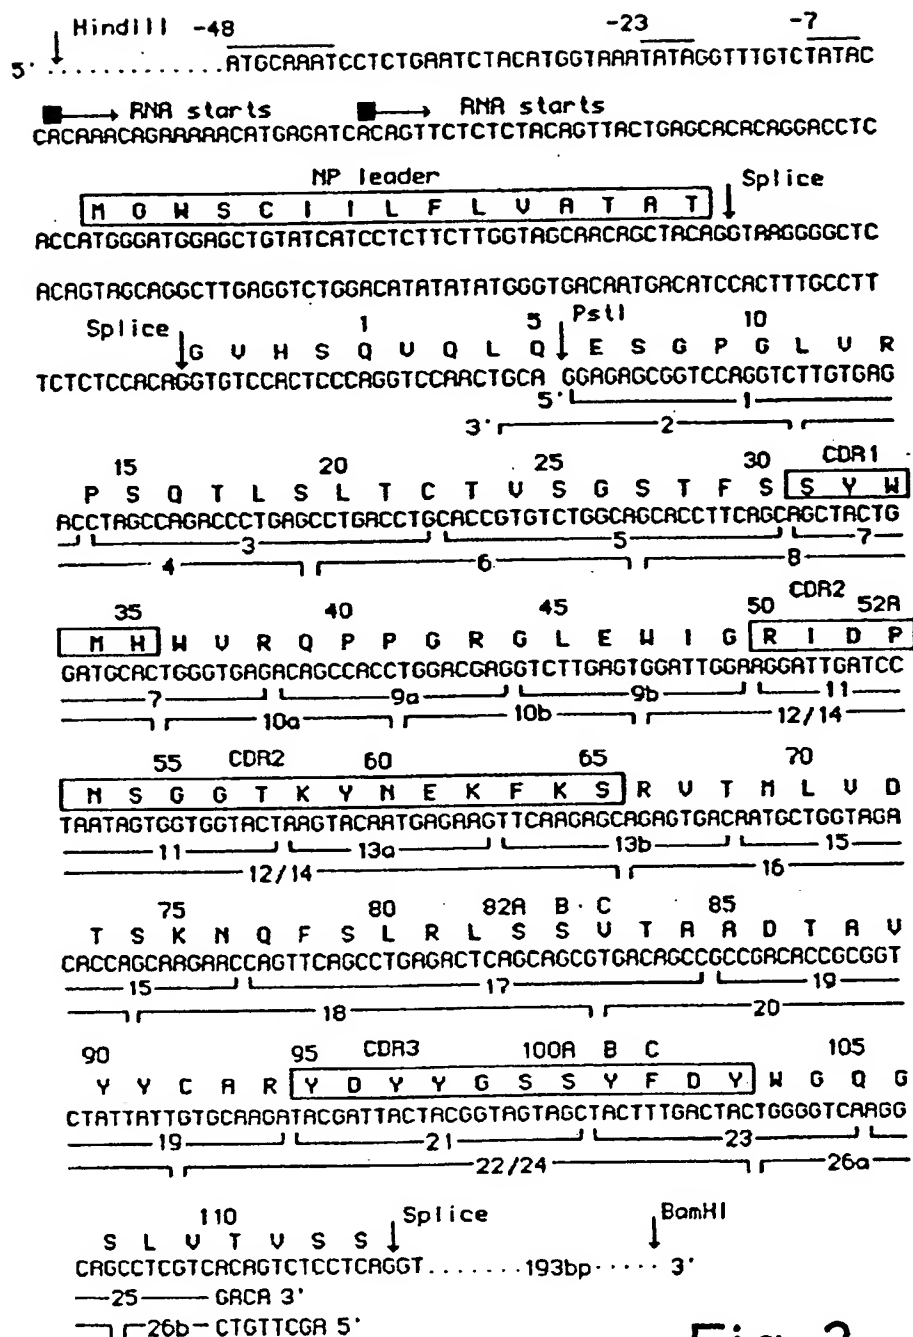 HindIII -48 -23 -7
5' ............ATGCAAATCCTCTGAATCTACATGGTAAATATAGGTTTGTCTATAC
RNA starts RNA starts
CACAAACAGAAAAACATGAGATCACAGTTCTCTCTACAGTTACTGAGCACACAGGACCTC
NP leader Splice
M G W S C I I L F L V A T A T
ACCATGGGATGGAGCTGTATCATCCTCTTCTTGGTAGCAACAGCTACAGGTAAGGGGCTC
ACAGTAGCAGGCTTGAGGTCTGGACATATATATGGGTGACAATGACATCCACTTTGCCTT
Splice 1 5 PstI 10
G V H S Q V Q L Q E S G P G L V R
TCTCTCCACAGGTGTCCACTCCCAGGTCCAACTGCA GGAGAGCGGTCCAGGTCTTGTGAG
5' 1
3' 2
15 20 25 30 CDR1
P S Q T L S L T C T V S G S T F S S Y W
ACCTAGCCAGACCCTGAGCCTGACCTGCACCGTGTCTGGCAGCACCTTCAGCAGCTACTG
3 5 7
4 6 8
35 40 45 50 CDR2 52A
M H W V R Q P P G R G L E W I G R I D P
GATGCACTGGGTGAGACAGCCACCTGGACGAGGTCTTGAGTGGATTGGAAGGATTGATCC
7 9a 9b 11
10a 10b 12/14
55 CDR2 60 65 70
N S G G T K Y N E K F K S R V T M L V D
TAATAGTGGTGGTACTAAGTACAATGAGAAGTTCAAGAGCAGAGTGACAATGCTGGTAGA
11 13a 13b 15
12/14 16
75 80 82A B C 85
T S K N Q F S L R L S S V T A A D T A V
CACCAGCAAGAACCAGTTCAGCCTGAGACTCAGCAGCGTGACAGCCGCCGACACCGCGGT
15 17 19
18 20
90 95 CDR3 100A B C 105
Y Y C A R Y D Y Y G S S Y F D Y W G Q G
CTATTATTGTGCAAGATACGATTACTACGGTAGTAGCTACTTTGACTACTGGGGTCAAGG
19 21 23
22/24 26a
110 Splice BamHI
S L V T V S S
CAGCCTCGTCACAGTCTCCTCAGGT.......193bp..... 3'
25 GACA 3'
26b CTGTTCGA 5'